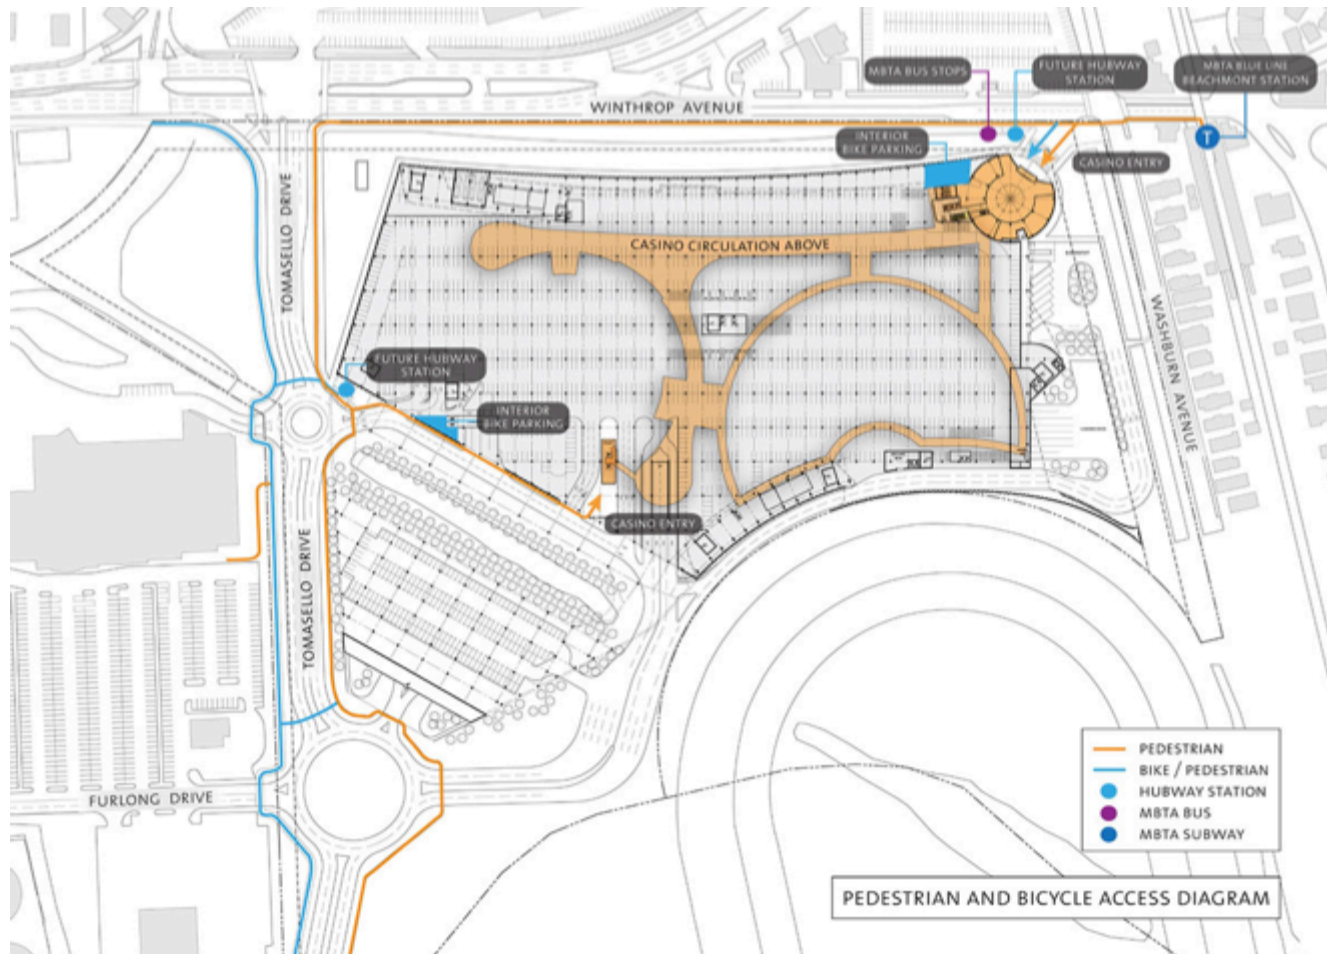 MBTA BUS STOPS
FUTURE HUBWAY
STATION
MBTA BLUE LINE
BEACHMONT STATION
WINTHROP AVENUE
INTERIOR
BIKE PARKING
T
CASINO ENTRY
TOMASELLO DRIVE
CASINO CIRCULATION ABOVE
WASHBURN AVENUE
FUTURE HUBWAY
STATION
INTERIOR
BIKE PARKING
CASINO ENTRY
TOMASELLO DRIVE
FURLONG DRIVE
PEDESTRIAN
BIKE / PEDESTRIAN
HUBWAY STATION
MBTA BUS
MBTA SUBWAY
PEDESTRIAN AND BICYCLE ACCESS DIAGRAM